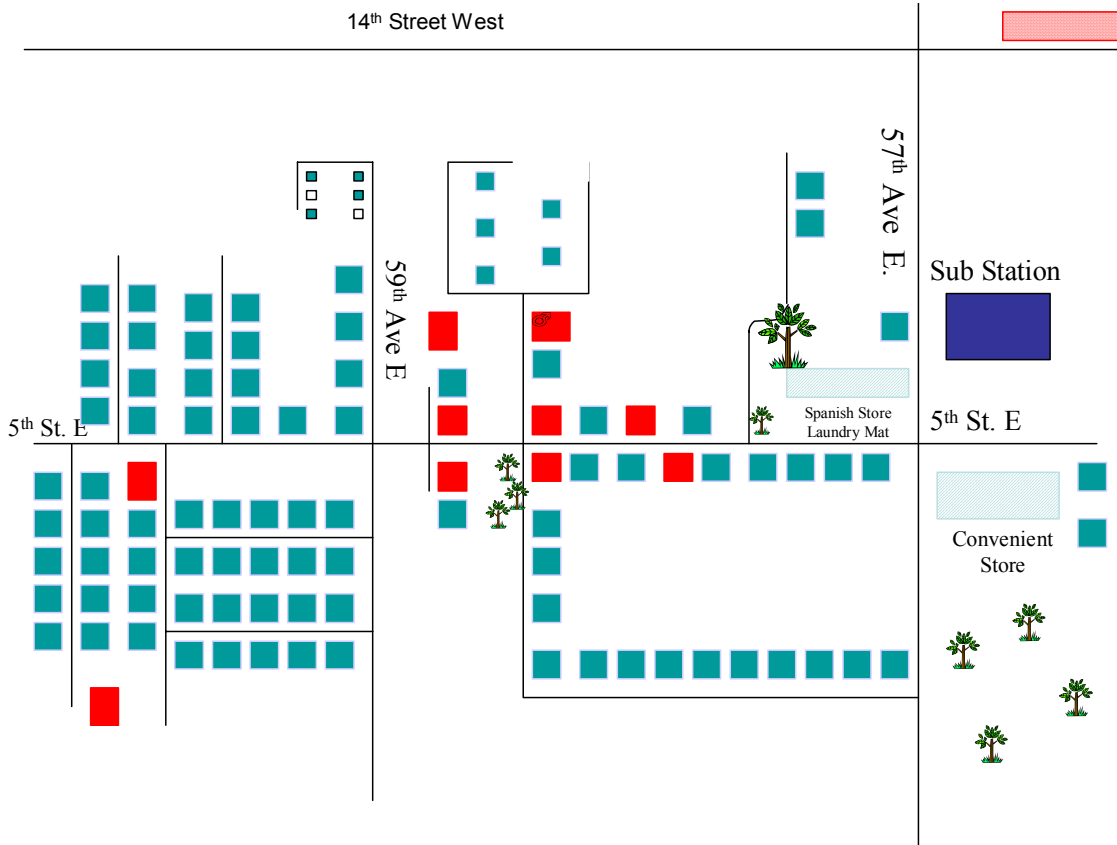 14th Street West
57th Ave E.
59th Ave E
Sub Station
5th St. E
Spanish Store
Laundry Mat
5th St. E
Convenient
Store